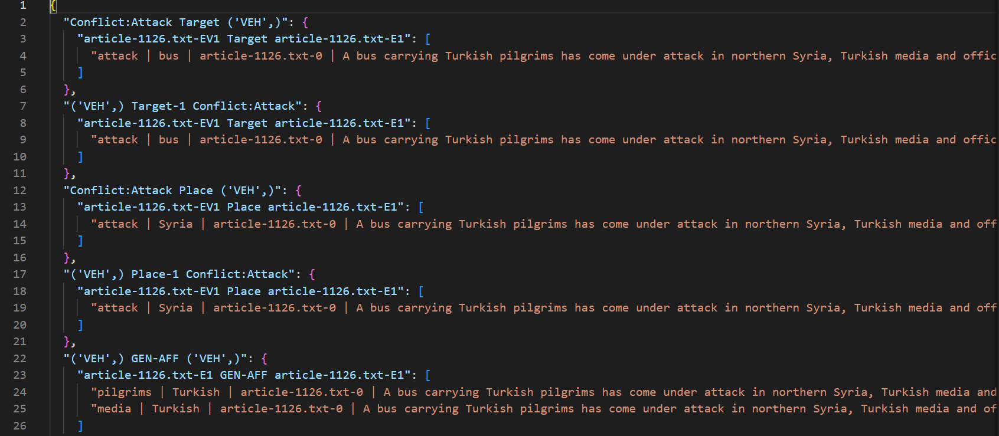 1 {
2 "Conflict:Attack Target ('VEH',)": {
3 "article-1126.txt-EV1 Target article-1126.txt-E1": [
4 "attack | bus | article-1126.txt-0 | A bus carrying Turkish pilgrims has come under attack in northern Syria, Turkish media and offic
5 ]
6 },
7 "('VEH',) Target-1 Conflict:Attack": {
8 "article-1126.txt-EV1 Target article-1126.txt-E1": [
9 "attack | bus | article-1126.txt-0 | A bus carrying Turkish pilgrims has come under attack in northern Syria, Turkish media and offic
10 ]
11 },
12 "Conflict:Attack Place ('VEH',)": {
13 "article-1126.txt-EV1 Place article-1126.txt-E1": [
14 "attack | Syria | article-1126.txt-0 | A bus carrying Turkish pilgrims has come under attack in northern Syria, Turkish media and off
15 ]
16 },
17 "('VEH',) Place-1 Conflict:Attack": {
18 "article-1126.txt-EV1 Place article-1126.txt-E1": [
19 "attack | Syria | article-1126.txt-0 | A bus carrying Turkish pilgrims has come under attack in northern Syria, Turkish media and off
20 ]
21 },
22 "('VEH',) GEN-AFF ('VEH',)": {
23 "article-1126.txt-E1 GEN-AFF article-1126.txt-E1": [
24 "pilgrims | Turkish | article-1126.txt-0 | A bus carrying Turkish pilgrims has come under attack in northern Syria, Turkish media and
25 "media | Turkish | article-1126.txt-0 | A bus carrying Turkish pilgrims has come under attack in northern Syria, Turkish media and of
26 ]